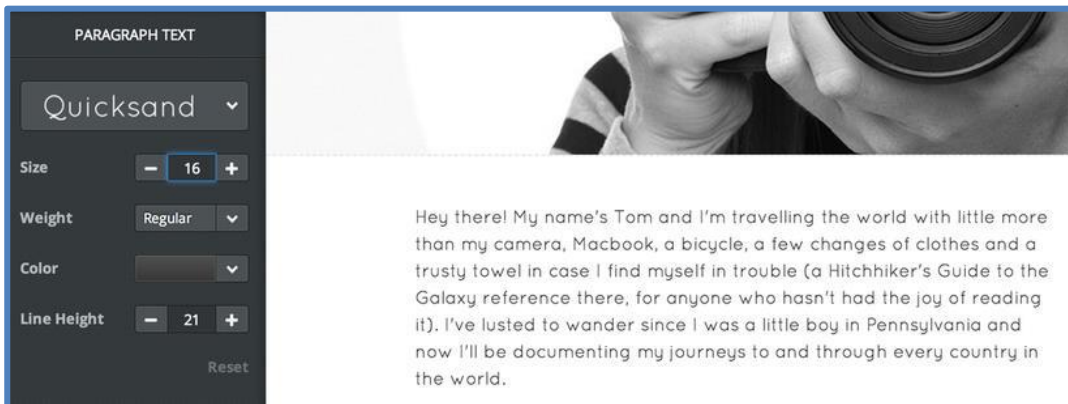 PARAGRAPH TEXT
Quicksand
Size
16
Weight
Regular
Color
Line Height
21
Reset
Hey there! My name's Tom and I'm travelling the world with little more
than my camera, Macbook, a bicycle, a few changes of clothes and a
trusty towel in case I find myself in trouble (a Hitchhiker's Guide to the
Galaxy reference there, for anyone who hasn't had the joy of reading
it). I've lusted to wander since I was a little boy in Pennsylvania and
now I'll be documenting my journeys to and through every country in
the world.